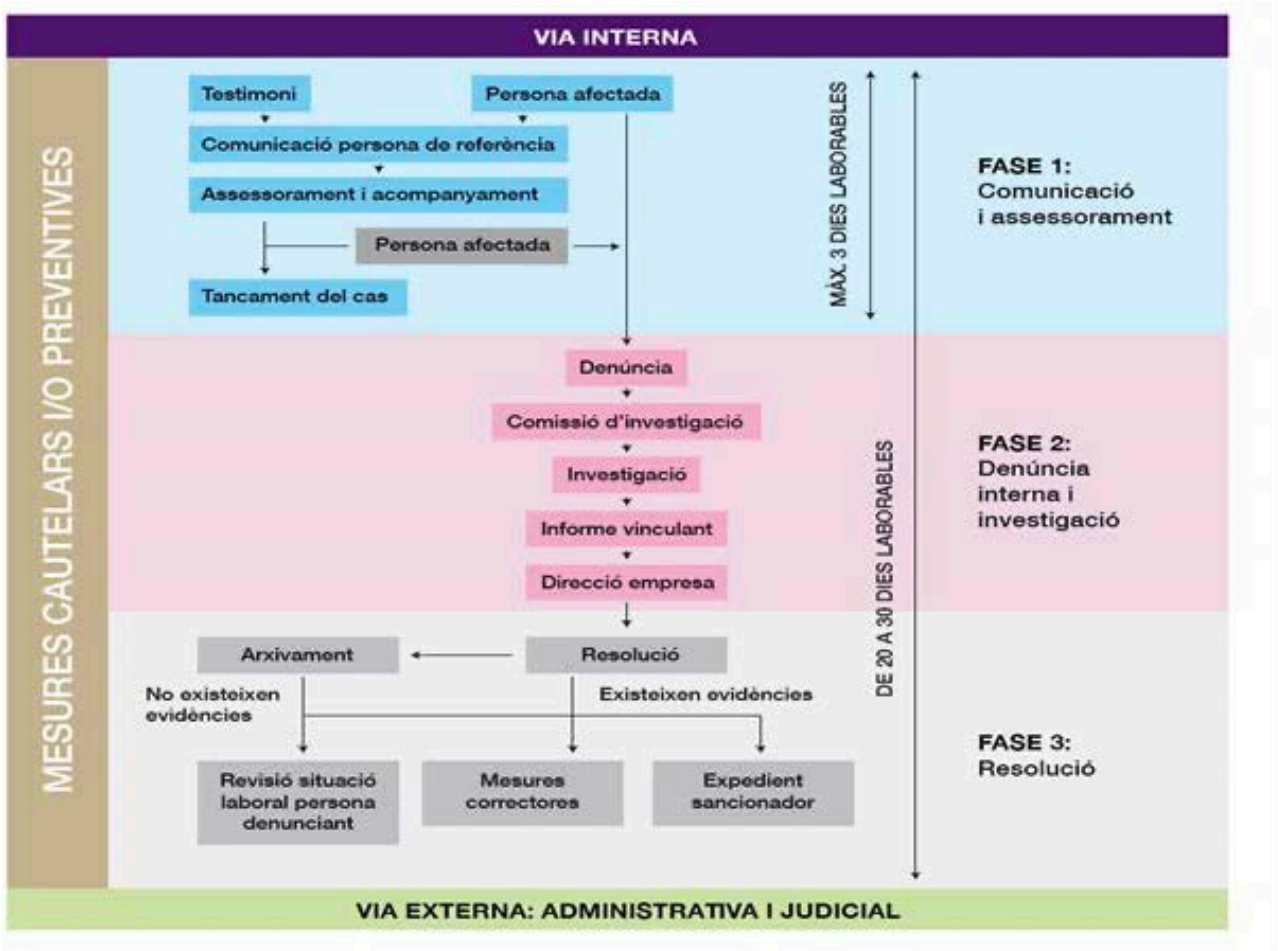 VIA INTERNA
MESURES CAUTELARS I/O PREVENTIVES
Testimoni
Persona afectada
Comunicació persona de referència
Assessorament i acompanyament
Persona afectada
Tancament del cas
MÀX. 3 DIES LABORABLES
FASE 1:
Comunicació
i assessorament
Denúncia
Comissió d'investigació
Investigació
Informe vinculant
Direcció empresa
DE 20 A 30 DIES LABORABLES
FASE 2:
Denúncia
interna i
investigació
Arxivament
Resolució
No existeixen
evidències
Existeixen evidències
Revisió situació
laboral persona
denunciant
Mesures
correctores
Expedient
sancionador
FASE 3:
Resolució
VIA EXTERNA: ADMINISTRATIVA I JUDICIAL